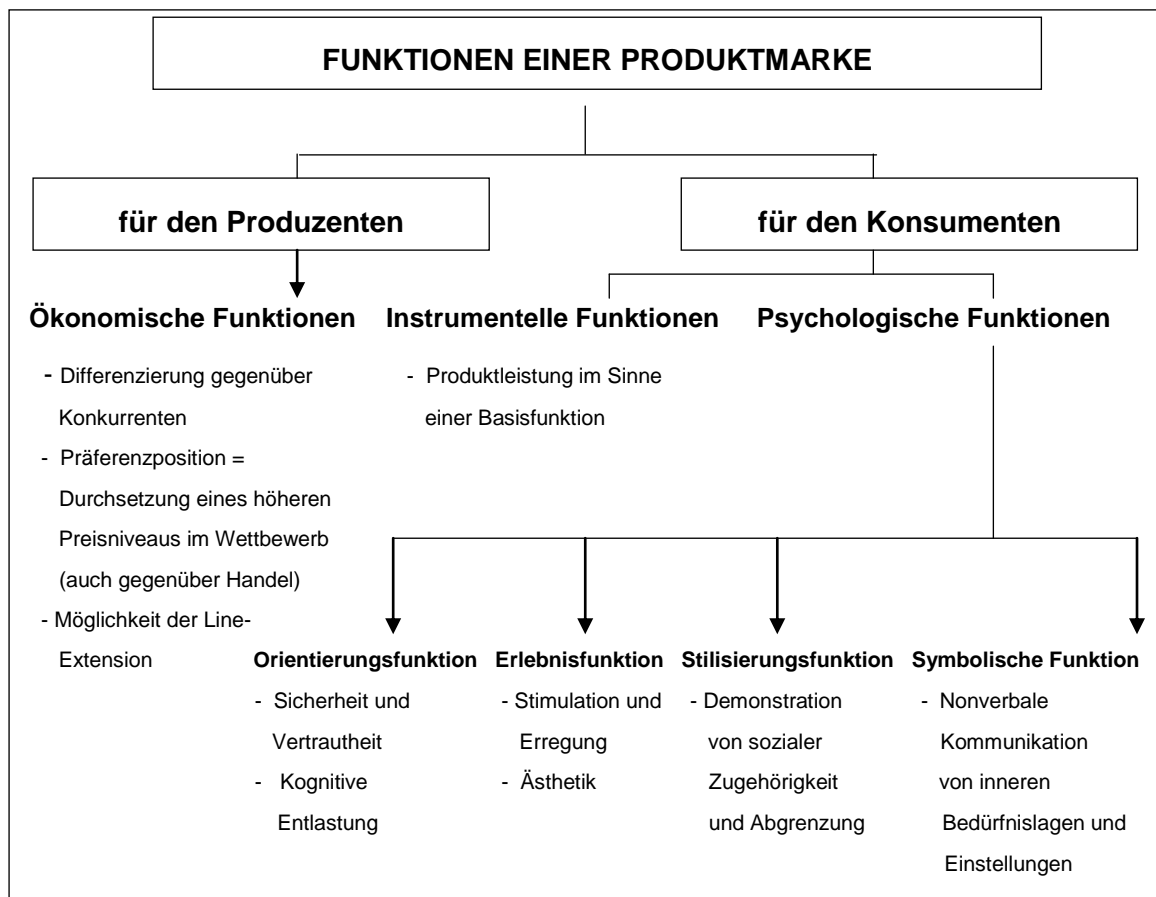 FUNKTIONEN EINER PRODUKTMARKE
für den Produzenten
für den Konsumenten
Ökonomische Funktionen
- Differenzierung gegenüber
Konkurrenten
- Präferenzposition =
Durchsetzung eines höheren
Preisniveaus im Wettbewerb
(auch gegenüber Handel)
- Möglichkeit der Line-
Extension
Instrumentelle Funktionen
- Produktleistung im Sinne
einer Basisfunktion
Psychologische Funktionen
Orientierungsfunktion
- Sicherheit und
Vertrautheit
- Kognitive
Entlastung
Erlebnisfunktion
- Stimulation und
Erregung
- Ästhetik
Stilisierungsfunktion
- Demonstration
von sozialer
Zugehörigkeit
und Abgrenzung
Symbolische Funktion
- Nonverbale
Kommunikation
von inneren
Bedürfnislagen und
Einstellungen